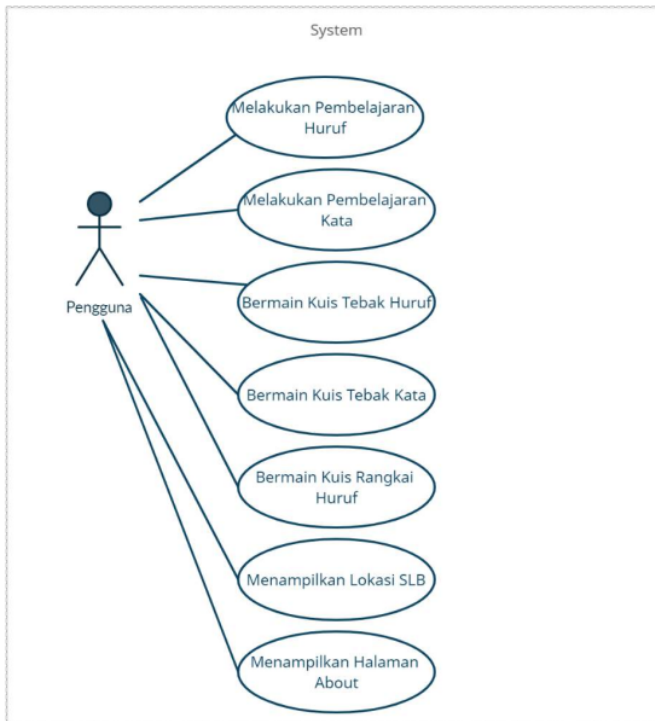 System
Melakukan Pembelajaran
Huruf
Melakukan Pembelajaran
Kata
Pengguna
Bermain Kuis Tebak Huruf
Bermain Kuis Tebak Kata
Bermain Kuis Rangkai
Huruf
Menampilkan Lokasi SLB
Menampilkan Halaman
About